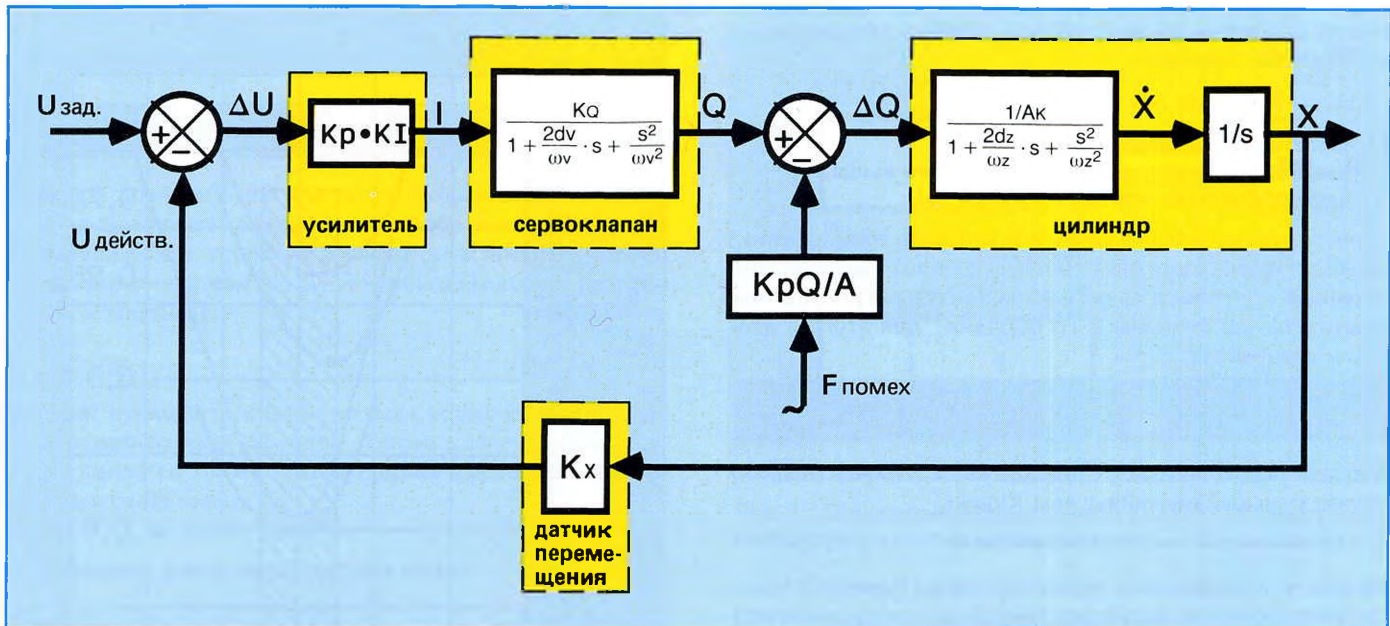 U зад.
ΔU
Kp•KI
I
KQ
1 + 2dv/ωv · s + s²/ωv²
Q
ΔQ
1/Aк
1 + 2dz/ωz · s + s²/ωz²
Ẋ
1/s
X
+
-
+
-
усилитель
сервоклапан
цилиндр
U действ.
KpQ/A
F помех
Kx
датчик
переме-
щения